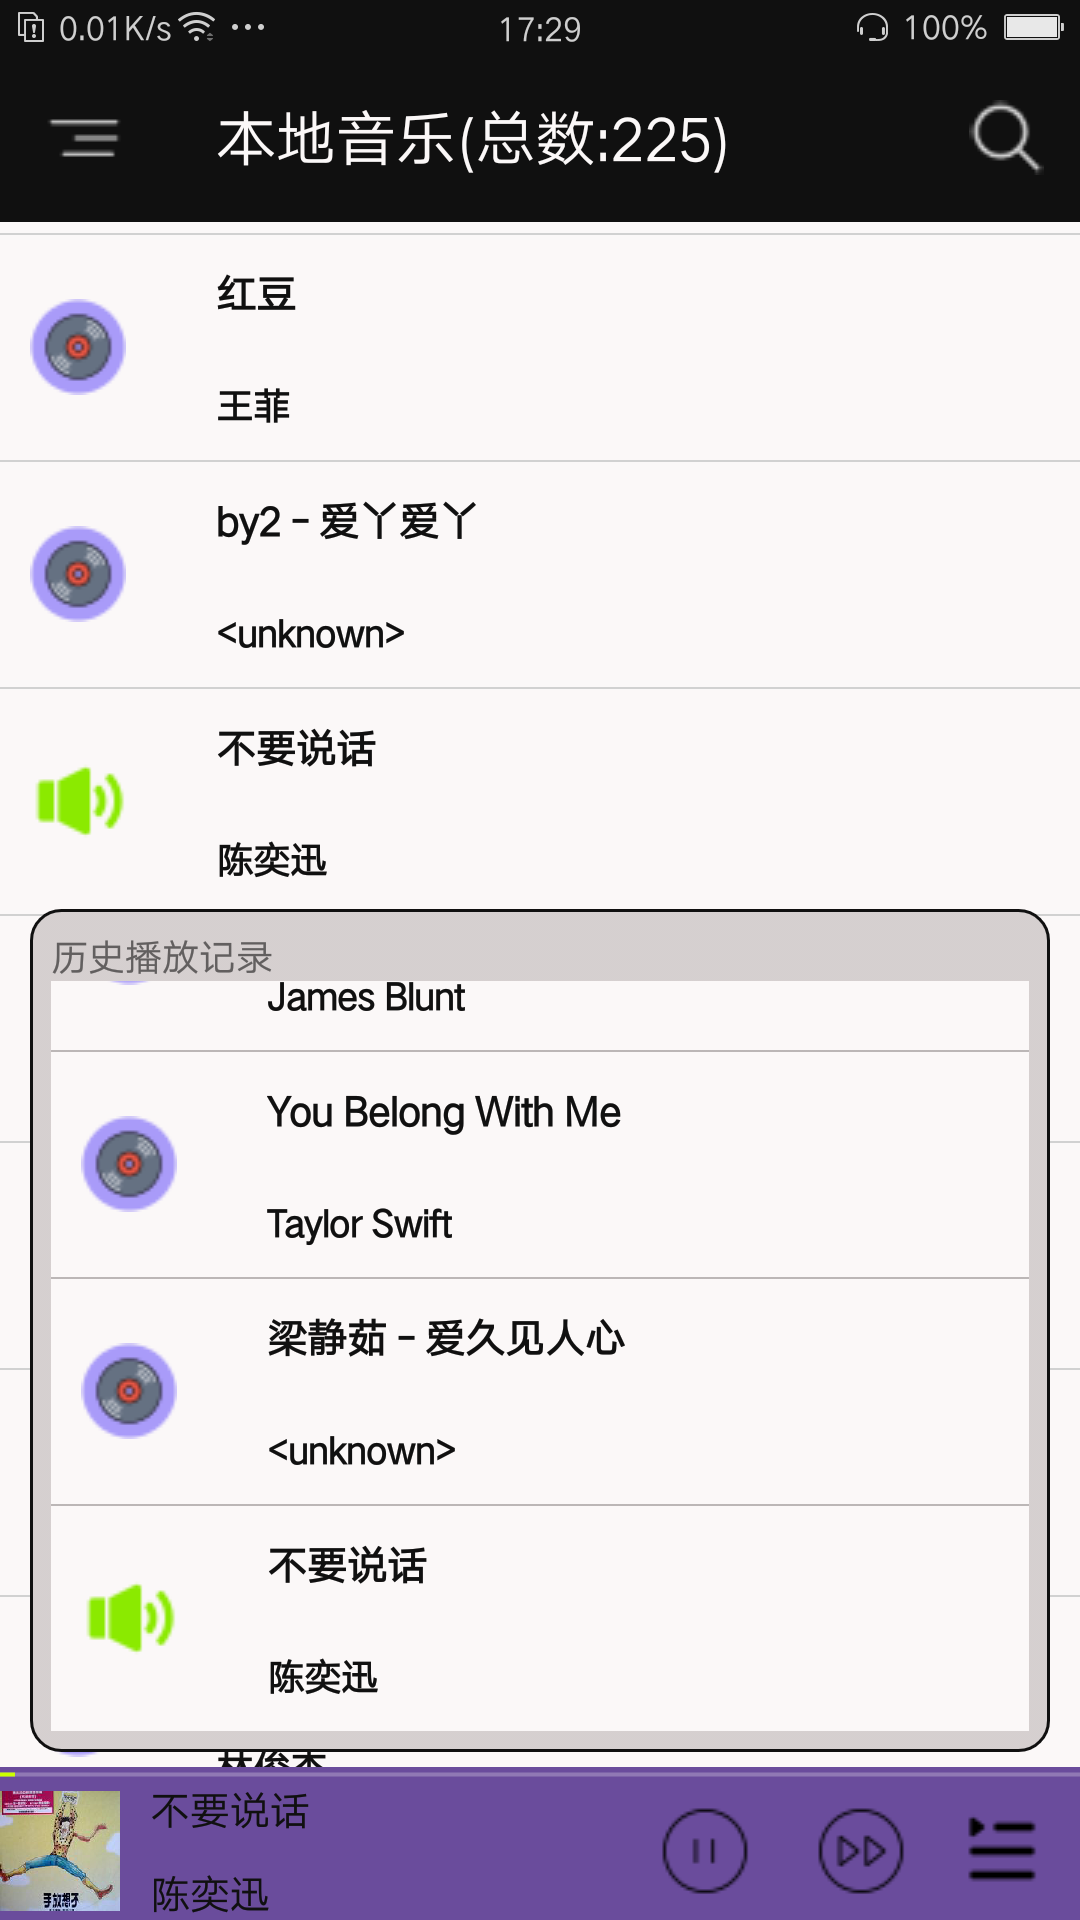 0.01K/s ··· 17:29 100%
本地音乐(总数:225)
红豆
王菲
by2 - 爱丫爱丫
<unknown>
不要说话
陈奕迅
历史播放记录
James Blunt
You Belong With Me
Taylor Swift
梁静茹 - 爱久见人心
<unknown>
不要说话
陈奕迅
林俊杰
不要说话
陈奕迅